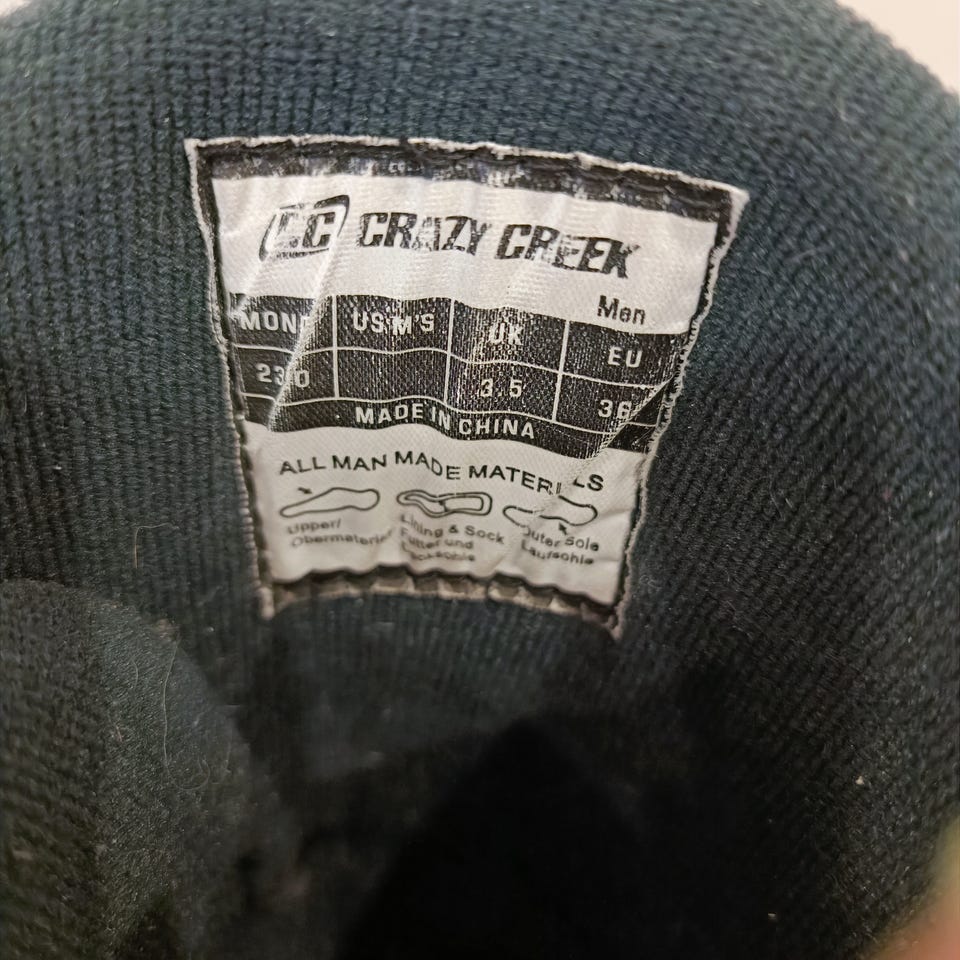 CC CRAZY CREEK
Men
MON US M'S UK EU
230 3.5 36
MADE IN CHINA
ALL MAN MADE MATERIALS
Upper/ Lining & Sock Outer Sole
Obermaterial Futter und Laufsohle
Decksohle